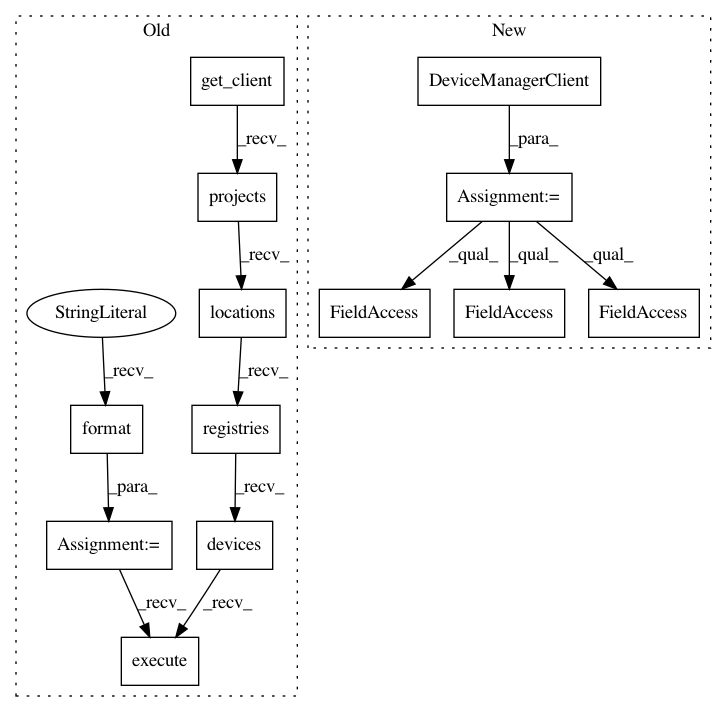 Old
New
get_client
DeviceManagerClient
_recv_
_para_
projects
Assignment:=
_recv_
_qual_
_qual_
_qual_
StringLiteral
locations
FieldAccess
FieldAccess
FieldAccess
_recv_
_recv_
format
registries
_para_
_recv_
Assignment:=
devices
_recv_
_recv_
execute